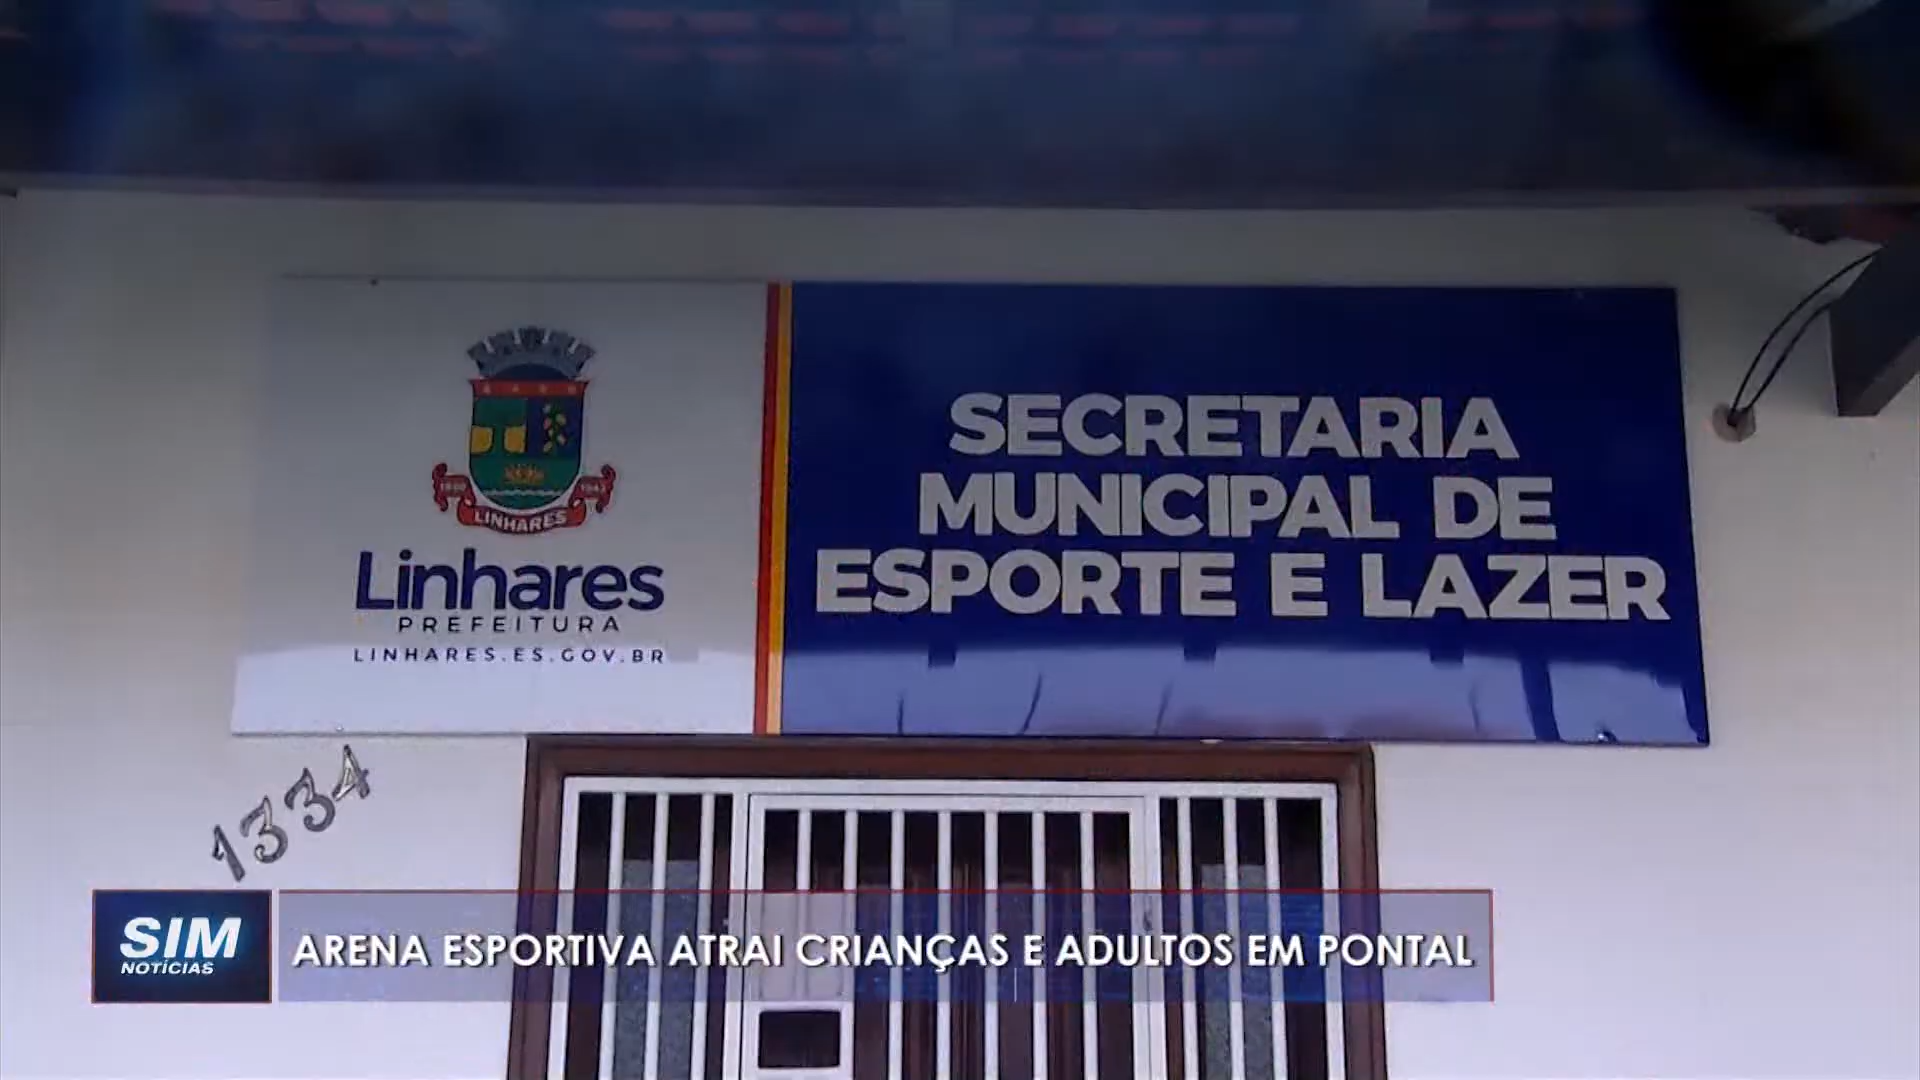 LINHARES
Linhares
PREFEITURA
LINHARES.ES.GOV.BR
SECRETARIA
MUNICIPAL DE
ESPORTE E LAZER
1334
SIM
NOTÍCIAS
ARENA ESPORTIVA ATRAI CRIANÇAS E ADULTOS EM PONTAL